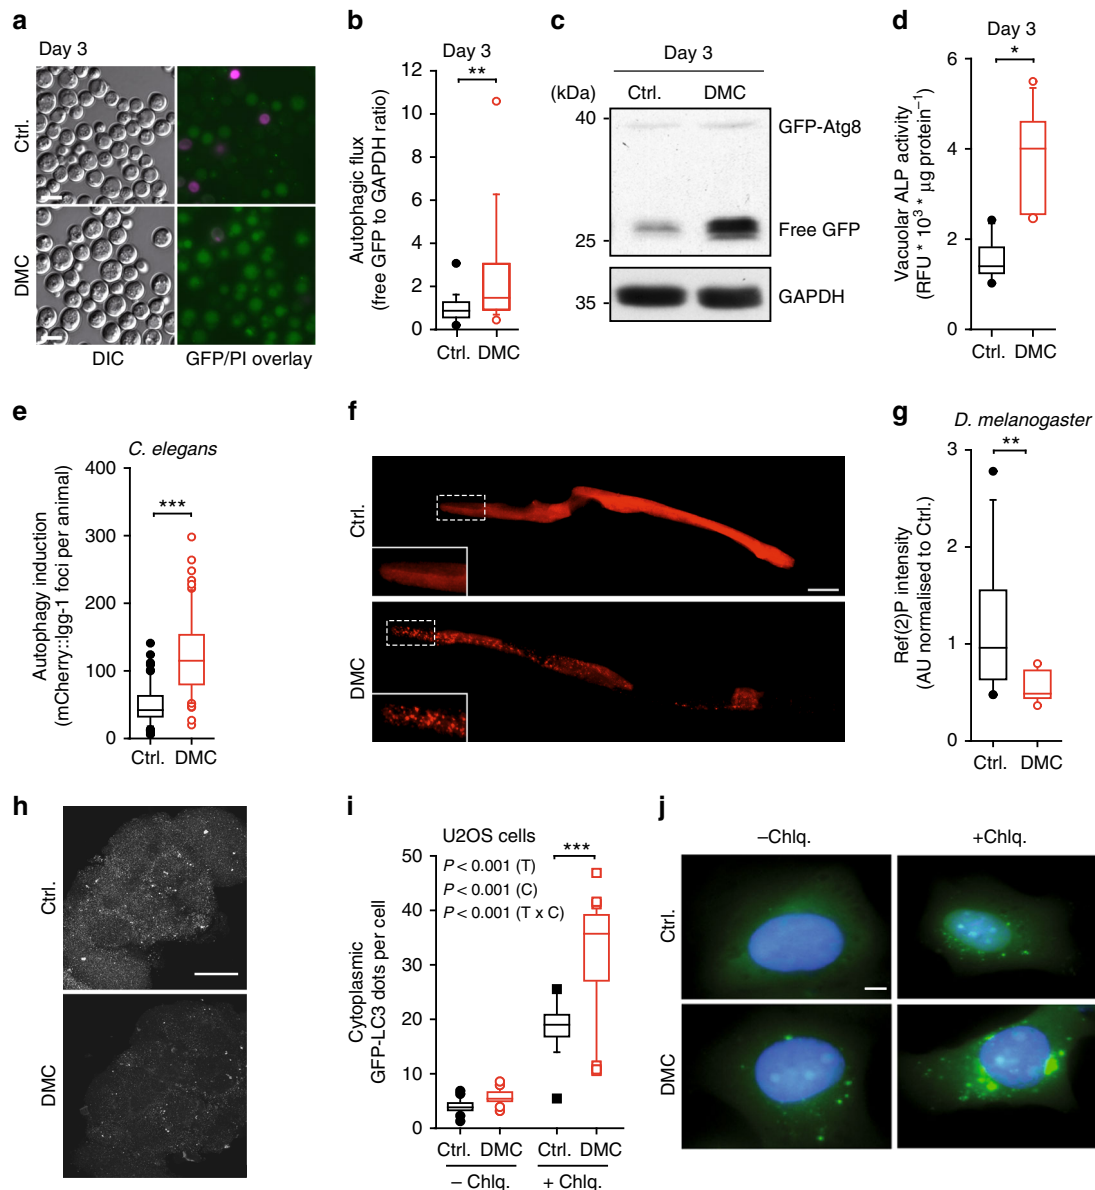 a
Day 3
Ctrl.
DMC
DIC
GFP/PI overlay
b
Day 3
**
Autophagic flux
(free GFP to GAPDH ratio)
12
10
8
6
4
2
0
Ctrl. DMC
c
Day 3
(kDa)
Ctrl.
DMC
40
GFP-Atg8
Free GFP
25
35
GAPDH
d
Day 3
*
Vacuolar ALP activity
(RFU * 10³ * µg protein⁻¹)
6
4
2
0
Ctrl. DMC
e
C. elegans
***
Autophagy induction
(mCherry::lgg-1 foci per animal)
400
300
200
100
0
Ctrl. DMC
f
Ctrl.
DMC
g
D. melanogaster
**
Ref(2)P intensity
(AU normalised to Ctrl.)
3
2
1
0
Ctrl. DMC
h
Ctrl.
DMC
i
U2OS cells
P < 0.001 (T)
P < 0.001 (C)
P < 0.001 (T x C)
***
Cytoplasmic
GFP-LC3 dots per cell
50
40
30
20
10
0
Ctrl. DMC Ctrl. DMC
– Chlq. + Chlq.
j
–Chlq.
+Chlq.
Ctrl.
DMC